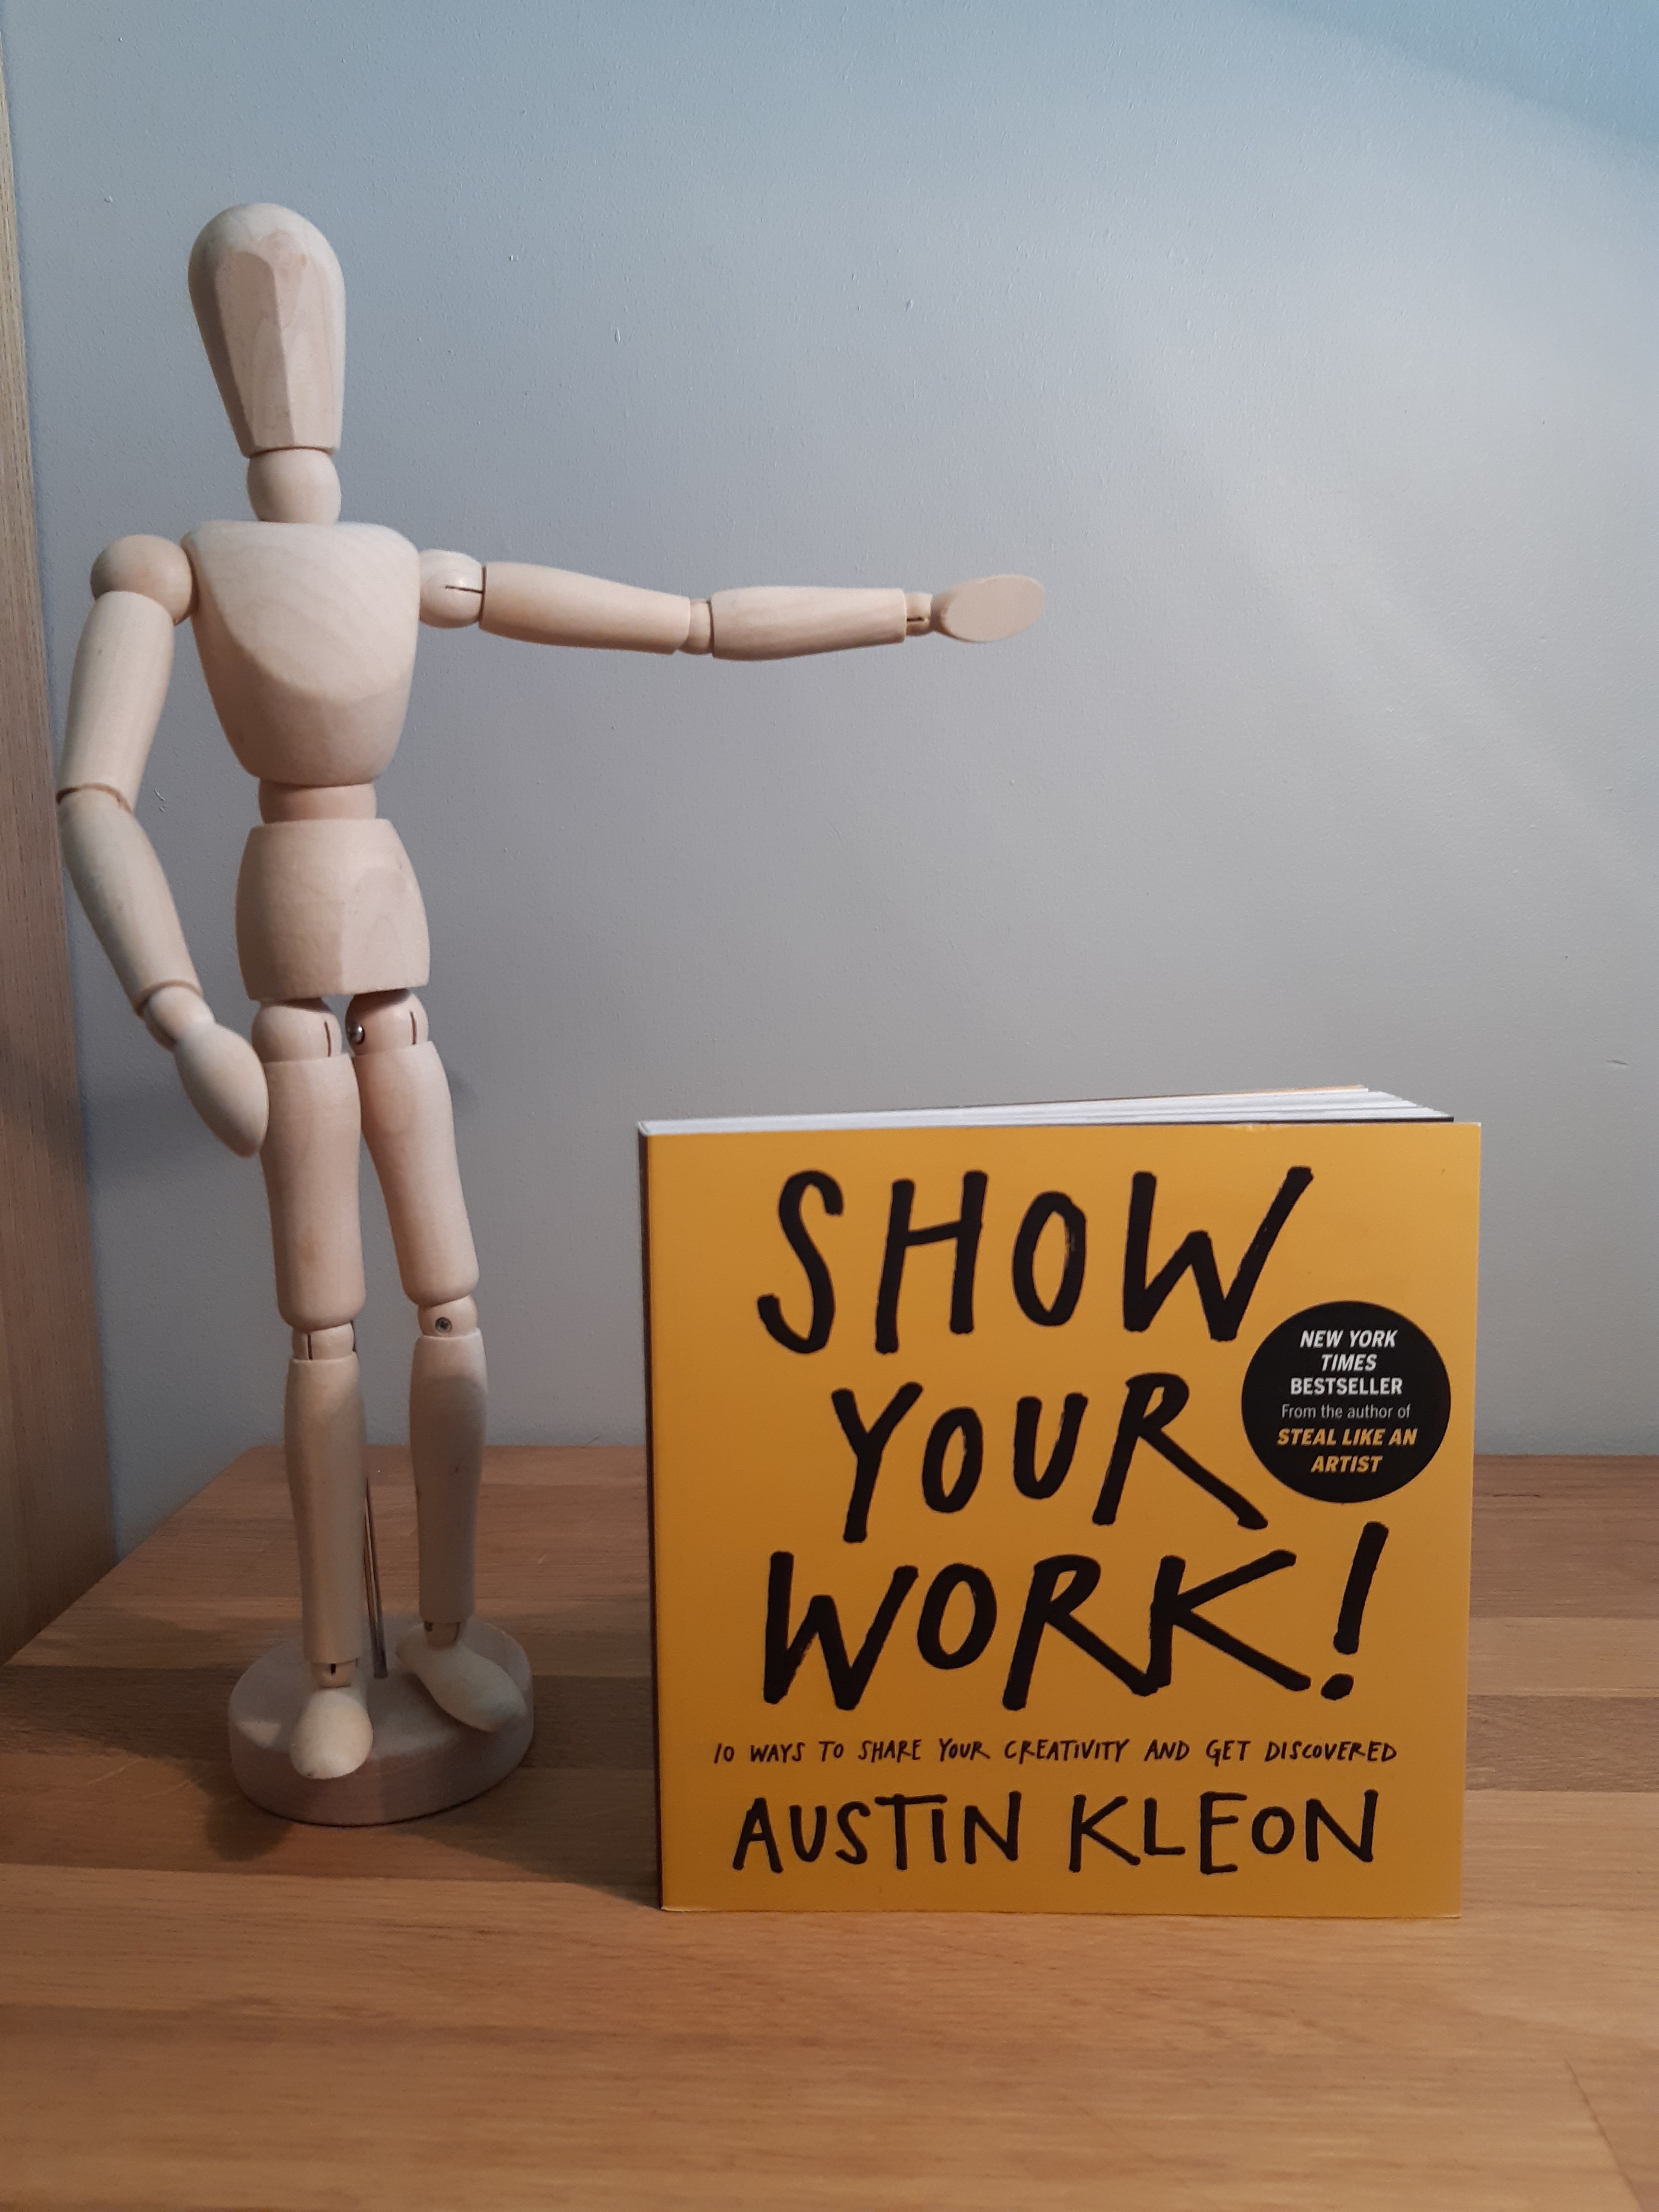 SHOW
YOUR
WORK!
NEW YORK
TIMES
BESTSELLER
From the author of
STEAL LIKE AN
ARTIST
10 WAYS TO SHARE YOUR CREATIVITY AND GET DISCOVERED
AUSTIN KLEON